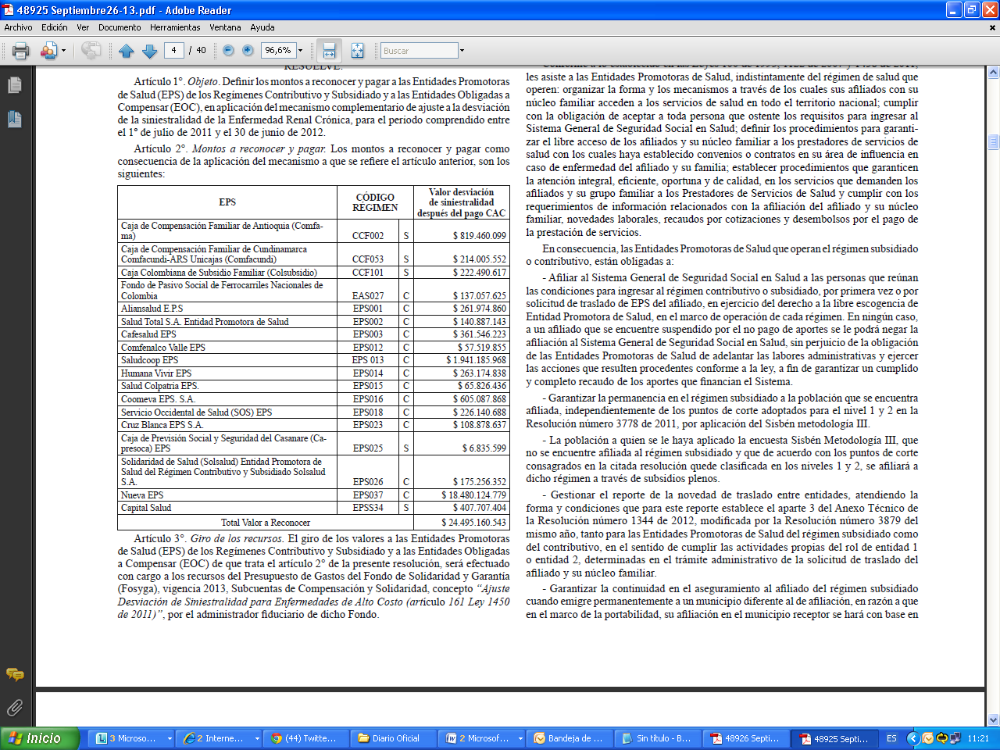 48925 Septiembre26-13.pdf - Adobe Reader
Archivo Edición Ver Documento Herramientas Ventana Ayuda
4 / 40 96,6% Buscar
RESUELVE:
Artículo 1°. Objeto. Definir los montos a reconocer y pagar a las Entidades Promotoras
de Salud (EPS) de los Regímenes Contributivo y Subsidiado y a las Entidades Obligadas a
Compensar (EOC), en aplicación del mecanismo complementario de ajuste a la desviación
de la siniestralidad de la Enfermedad Renal Crónica, para el periodo comprendido entre
el 1° de julio de 2011 y el 30 de junio de 2012.
Artículo 2°. Montos a reconocer y pagar. Los montos a reconocer y pagar como
consecuencia de la aplicación del mecanismo a que se refiere el artículo anterior, son los
siguientes:
EPS CÓDIGO RÉGIMEN Valor desviación de siniestralidad después del pago CAC
Caja de Compensación Familiar de Antioquia (Comfa-
ma) CCF002 S $ 819.460.099
Caja de Compensación Familiar de Cundinamarca
Comfacundi-ARS Unicajas (Comfacundi) CCF053 S $ 214.005.552
Caja Colombiana de Subsidio Familiar (Colsubsidio) CCF101 S $ 222.490.617
Fondo de Pasivo Social de Ferrocarriles Nacionales de
Colombia EAS027 C $ 137.057.625
Aliansalud E.P.S EPS001 C $ 261.974.860
Salud Total S.A. Entidad Promotora de Salud EPS002 C $ 140.887.143
Cafesalud EPS EPS003 C $ 361.546.223
Comfenalco Valle EPS EPS012 C $ 57.519.855
Saludcoop EPS EPS 013 C $ 1.941.185.968
Humana Vivir EPS EPS014 C $ 263.174.838
Salud Colpatria EPS. EPS015 C $ 65.826.436
Coomeva EPS. S.A. EPS016 C $ 605.087.868
Servicio Occidental de Salud (SOS) EPS EPS018 C $ 226.140.688
Cruz Blanca EPS S.A. EPS023 C $ 108.878.637
Caja de Previsión Social y Seguridad del Casanare (Ca-
presoca) EPS EPS025 S $ 6.835.599
Solidaridad de Salud (Solsalud) Entidad Promotora de
Salud del Régimen Contributivo y Subsidiado Solsalud
S.A. EPS026 C $ 175.256.352
Nueva EPS EPS037 C $ 18.480.124.779
Capital Salud EPSS34 S $ 407.707.404
Total Valor a Reconocer $ 24.495.160.543
Artículo 3°. Giro de los recursos. El giro de los valores a las Entidades Promotoras
de Salud (EPS) de los Regímenes Contributivo y Subsidiado y a las Entidades Obligadas
a Compensar (EOC) de que trata el artículo 2° de la presente resolución, será efectuado
con cargo a los recursos del Presupuesto de Gastos del Fondo de Solidaridad y Garantía
(Fosyga), vigencia 2013, Subcuentas de Compensación y Solidaridad, concepto “Ajuste
Desviación de Siniestralidad para Enfermedades de Alto Costo (artículo 161 Ley 1450
de 2011)”, por el administrador fiduciario de dicho Fondo.
Conforme a lo establecido en las Leyes 100 de 1993, 1122 de 2007 y 1438 de 2011,
les asiste a las Entidades Promotoras de Salud, indistintamente del régimen de salud que
operen: organizar la forma y los mecanismos a través de los cuales sus afiliados con su
núcleo familiar acceden a los servicios de salud en todo el territorio nacional; cumplir
con la obligación de aceptar a toda persona que ostente los requisitos para ingresar al
Sistema General de Seguridad Social en Salud; definir los procedimientos para garanti-
zar el libre acceso de los afiliados y su núcleo familiar a los prestadores de servicios de
salud con los cuales haya establecido convenios o contratos en su área de influencia en
caso de enfermedad del afiliado y su familia; establecer procedimientos que garanticen
la atención integral, eficiente, oportuna y de calidad, en los servicios que demanden los
afiliados y su grupo familiar a los Prestadores de Servicios de Salud y cumplir con los
requerimientos de información relacionados con la afiliación del afiliado y su núcleo
familiar, novedades laborales, recaudos por cotizaciones y desembolsos por el pago de
la prestación de servicios.
En consecuencia, las Entidades Promotoras de Salud que operan el régimen subsidiado
o contributivo, están obligadas a:
- Afiliar al Sistema General de Seguridad Social en Salud a las personas que reúnan
las condiciones para ingresar al régimen contributivo o subsidiado, por primera vez o por
solicitud de traslado de EPS del afiliado, en ejercicio del derecho a la libre escogencia de
Entidad Promotora de Salud, en el marco de operación de cada régimen. En ningún caso,
a un afiliado que se encuentre suspendido por el no pago de aportes se le podrá negar la
afiliación al Sistema General de Seguridad Social en Salud, sin perjuicio de la obligación
de las Entidades Promotoras de Salud de adelantar las labores administrativas y ejercer
las acciones que resulten procedentes conforme a la ley, a fin de garantizar un cumplido
y completo recaudo de los aportes que financian el Sistema.
- Garantizar la permanencia en el régimen subsidiado a la población que se encuentra
afiliada, independientemente de los puntos de corte adoptados para el nivel 1 y 2 en la
Resolución número 3778 de 2011, por aplicación del Sisbén metodología III.
- La población a quien se le haya aplicado la encuesta Sisbén Metodología III, que
no se encuentre afiliada al régimen subsidiado y que de acuerdo con los puntos de corte
consagrados en la citada resolución quede clasificada en los niveles 1 y 2, se afiliará a
dicho régimen a través de subsidios plenos.
- Gestionar el reporte de la novedad de traslado entre entidades, atendiendo la
forma y condiciones que para este reporte establece el aparte 3 del Anexo Técnico de
la Resolución número 1344 de 2012, modificada por la Resolución número 3879 del
mismo año, tanto para las Entidades Promotoras de Salud del régimen subsidiado como
del contributivo, en el sentido de cumplir las actividades propias del rol de entidad 1
o entidad 2, determinadas en el trámite administrativo de la solicitud de traslado del
afiliado y su núcleo familiar.
- Garantizar la continuidad en el aseguramiento al afiliado del régimen subsidiado
cuando emigre permanentemente a un municipio diferente al de afiliación, en razón a que
en el marco de la portabilidad, su afiliación en el municipio receptor se hará con base en
Inicio 3 Microso... 2 Interne... (44) Twitte... Diario Oficial 2 Microsof... Bandeja de ... Sin título - B... 48926 Septi... 48925 Septi... ES 11:21